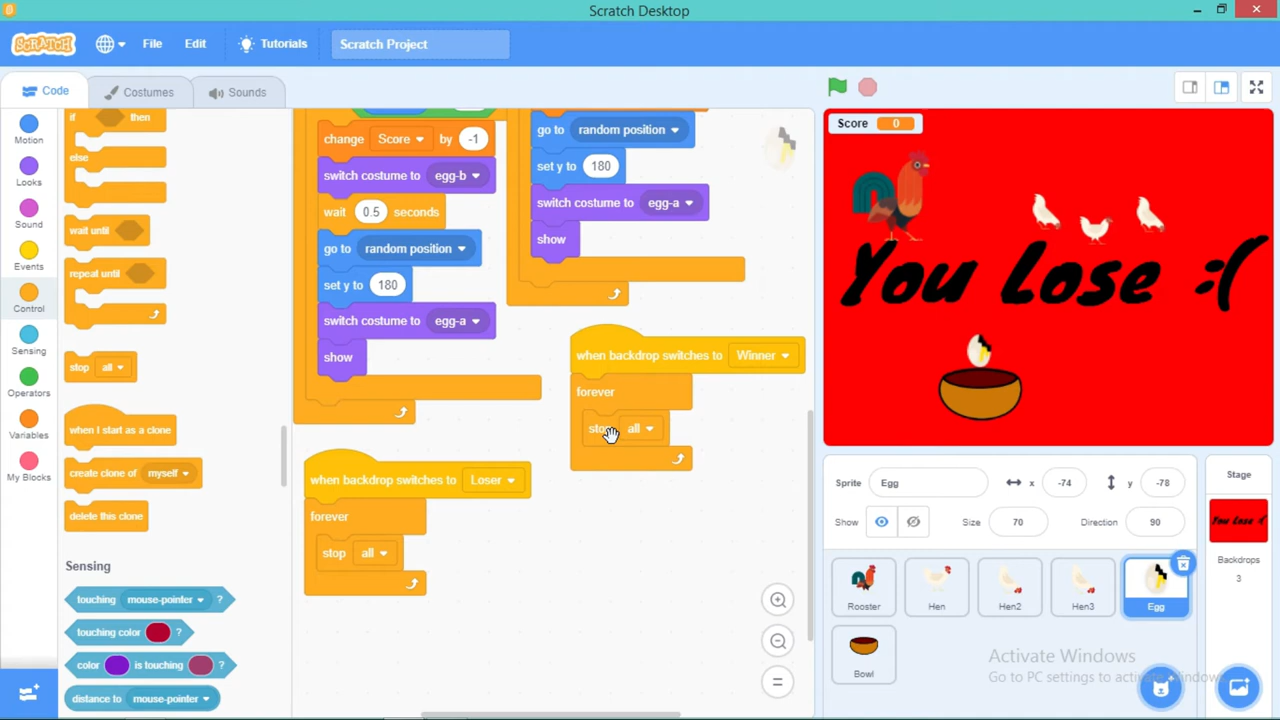 Scratch Desktop
SCRATCH
File
Edit
Tutorials
Scratch Project
Code
Costumes
Sounds
Motion
Looks
Sound
Events
Control
Sensing
Operators
Variables
My Blocks
if then
else
wait until
repeat until
stop all
when I start as a clone
create clone of myself
delete this clone
Sensing
touching mouse-pointer ?
touching color ?
color is touching ?
distance to mouse-pointer
change Score by -1
switch costume to egg-b
wait 0.5 seconds
go to random position
set y to 180
switch costume to egg-a
show
go to random position
set y to 180
switch costume to egg-a
show
when backdrop switches to Winner
forever
stop all
when backdrop switches to Loser
forever
stop all
Score 0
You Lose :(
Sprite Egg x -74 y -78
Show Size 70 Direction 90
Rooster
Hen
Hen2
Hen3
Egg
Bowl
Stage
You Lose :(
Backdrops
3
Activate Windows
Go to PC settings to activate Windows.